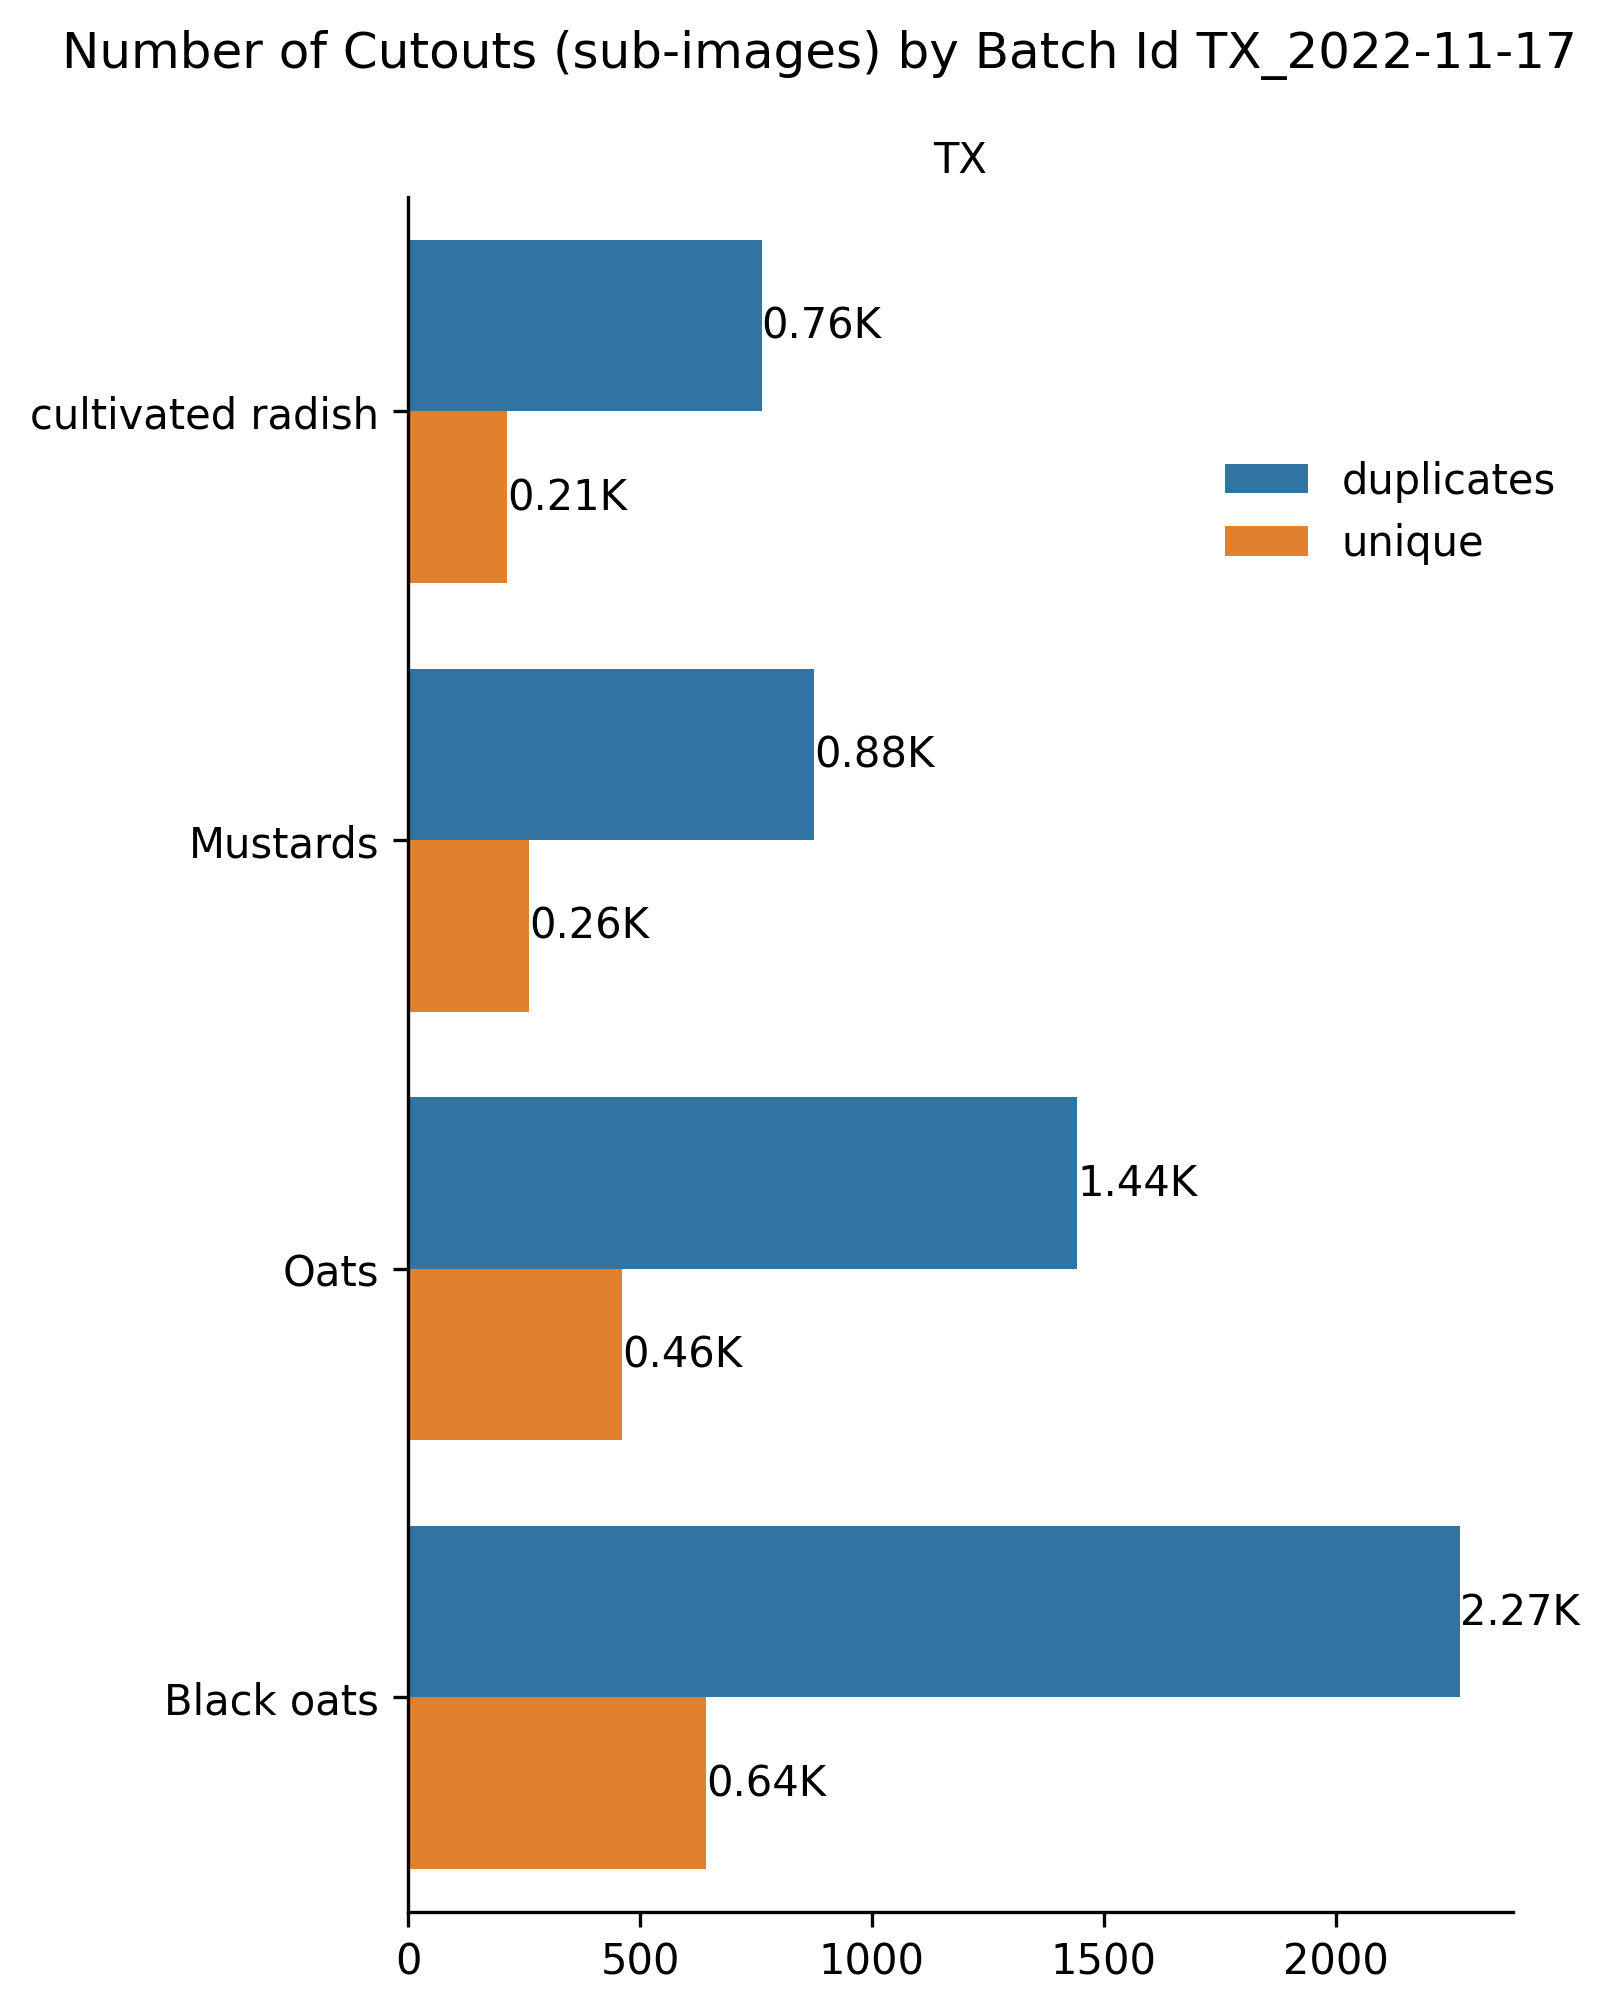 Number of Cutouts (sub-images) by Batch Id TX_2022-11-17
TX
0.76K
cultivated radish
0.21K
duplicates
unique
0.88K
Mustards
0.26K
1.44K
Oats
0.46K
2.27K
Black oats
0.64K
0 500 1000 1500 2000